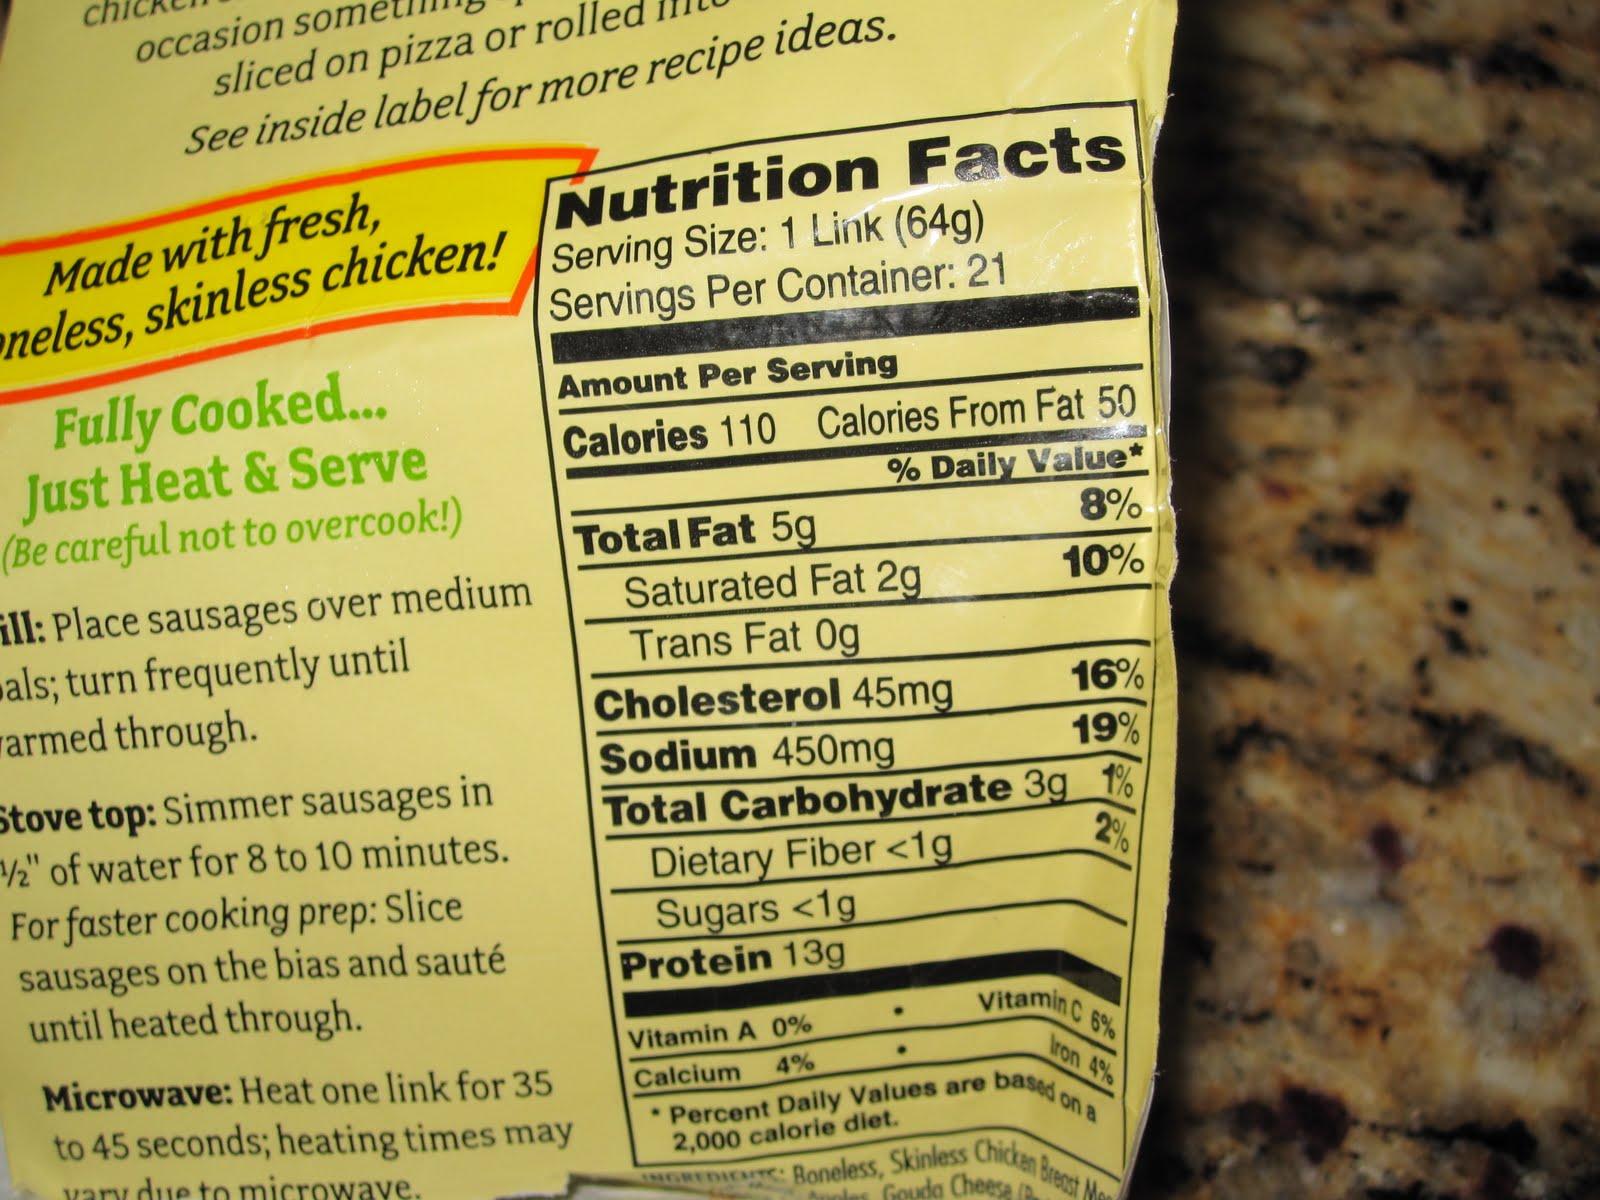 occasion
sliced on pizza or rolled
See inside label for more recipe ideas.
Made with fresh,
skinless chicken!
Fully Cooked...
Just Heat & Serve
(Be careful not to overcook!)
Place sausages over medium
turn frequently until
through.
Stove top: Simmer sausages in
½" of water for 8 to 10 minutes.
For faster cooking prep: Slice
sausages on the bias and sauté
until heated through.
Microwave: Heat one link for 35
to 45 seconds; heating times may
vary due to microwave.
Nutrition Facts
Serving Size: 1 Link (64g)
Servings Per Container: 21
Amount Per Serving
Calories 110 Calories From Fat 50
% Daily Value*
Total Fat 5g 8%
Saturated Fat 2g 10%
Trans Fat 0g
Cholesterol 45mg 16%
Sodium 450mg 19%
Total Carbohydrate 3g 1%
Dietary Fiber <1g 2%
Sugars <1g
Protein 13g
Vitamin A 0% • Vitamin C 6%
Calcium 4% • Iron 4%
* Percent Daily Values are based on a
2,000 calorie diet.
INGREDIENTS: Boneless, Skinless Chicken Breast
Gouda Cheese